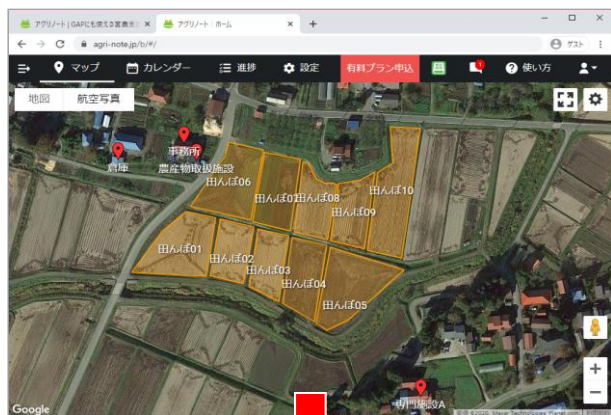 アグリノート | GAPにも使える営農支
アグリノート | ホーム
agri-note.jp/b/#/
ゲスト
マップ
カレンダー
進捗
設定
有料プラン申込
使い方
地図
航空写真
事務所
倉庫
農産物取扱施設
田んぼ06
田んぼ07
田んぼ08
田んぼ09
田んぼ10
田んぼ01
田んぼ02
田んぼ03
田んぼ04
田んぼ05
専門施設A
Google